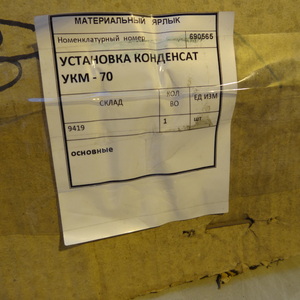 МАТЕРИАЛЬНЫЙ ЯРЛЫК
Номенклатурный номер 690565
УСТАНОВКА КОНДЕНСАТ
УКМ - 70
СКЛАД КОЛ ВО ЕД ИЗМ
9419 1 шт
основные